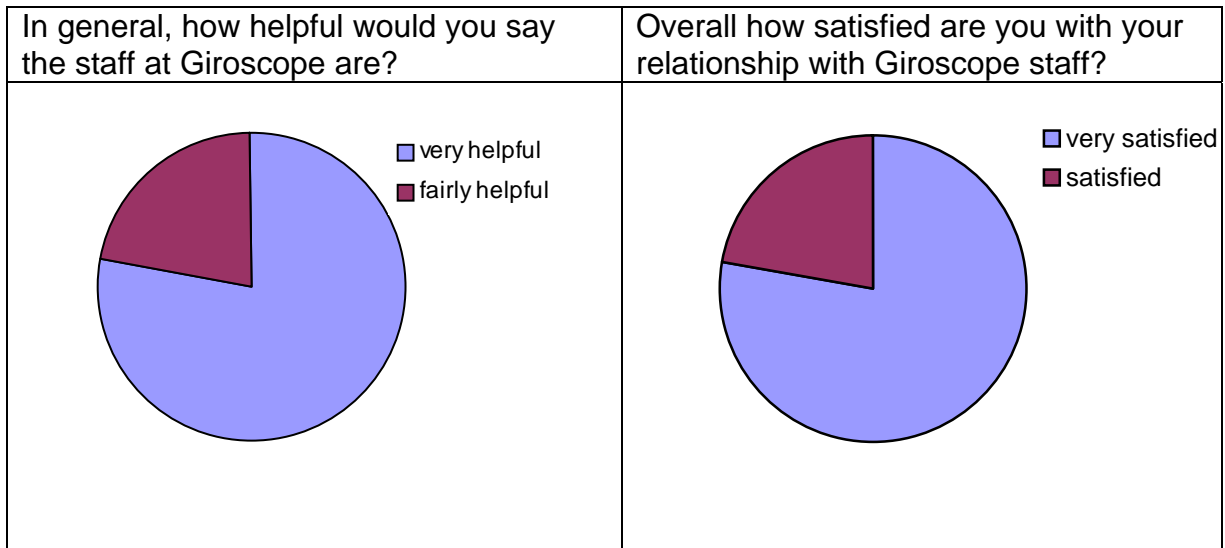 In general, how helpful would you say
the staff at Giroscope are?
very helpful
fairly helpful
Overall how satisfied are you with your
relationship with Giroscope staff?
very satisfied
satisfied